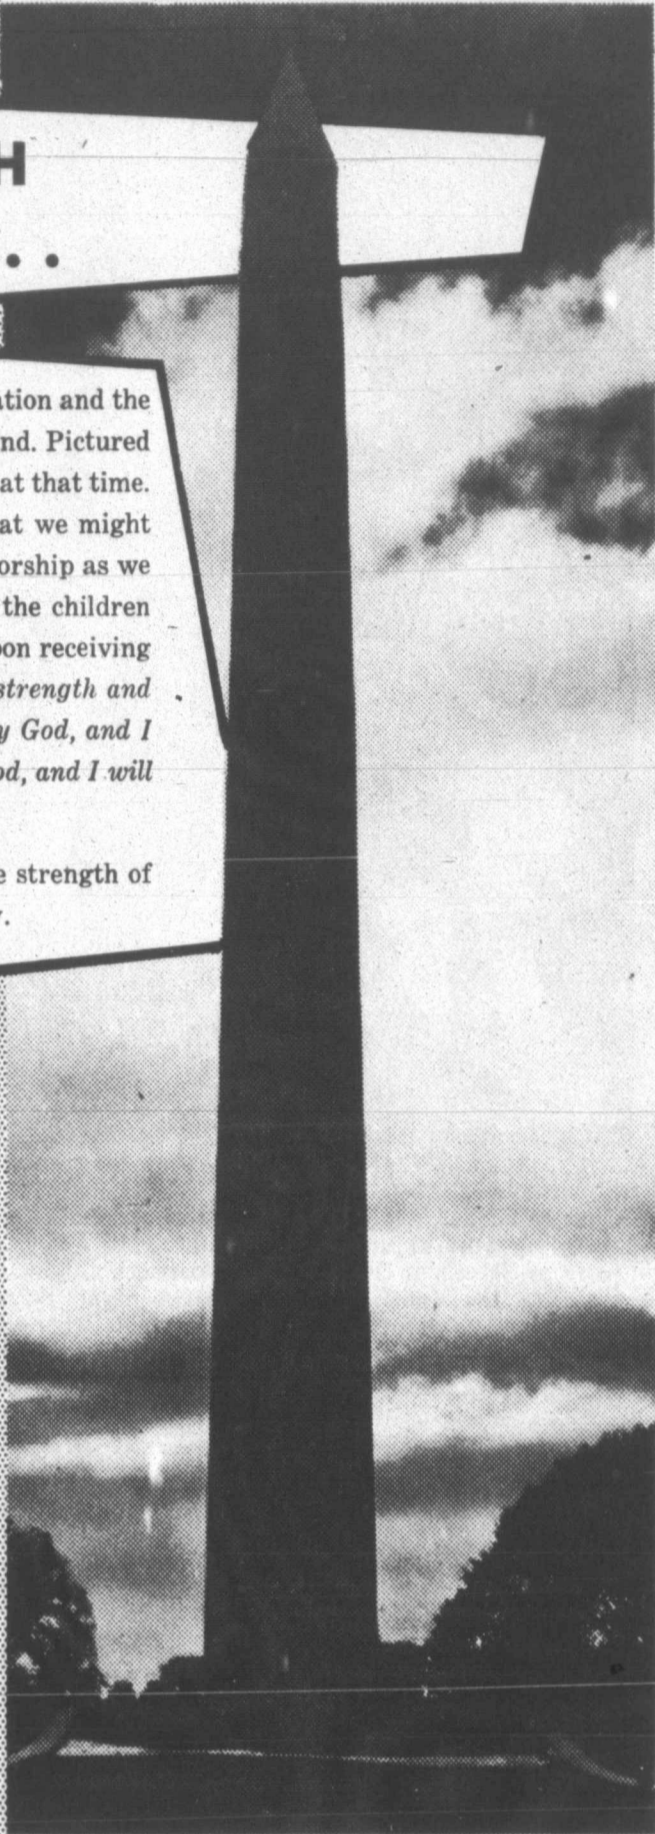 H
. .
ation and the
nd. Pictured
at that time.
at we might
orship as we
the children
on receiving
strength and
y God, and I
od, and I will
e strength of
.